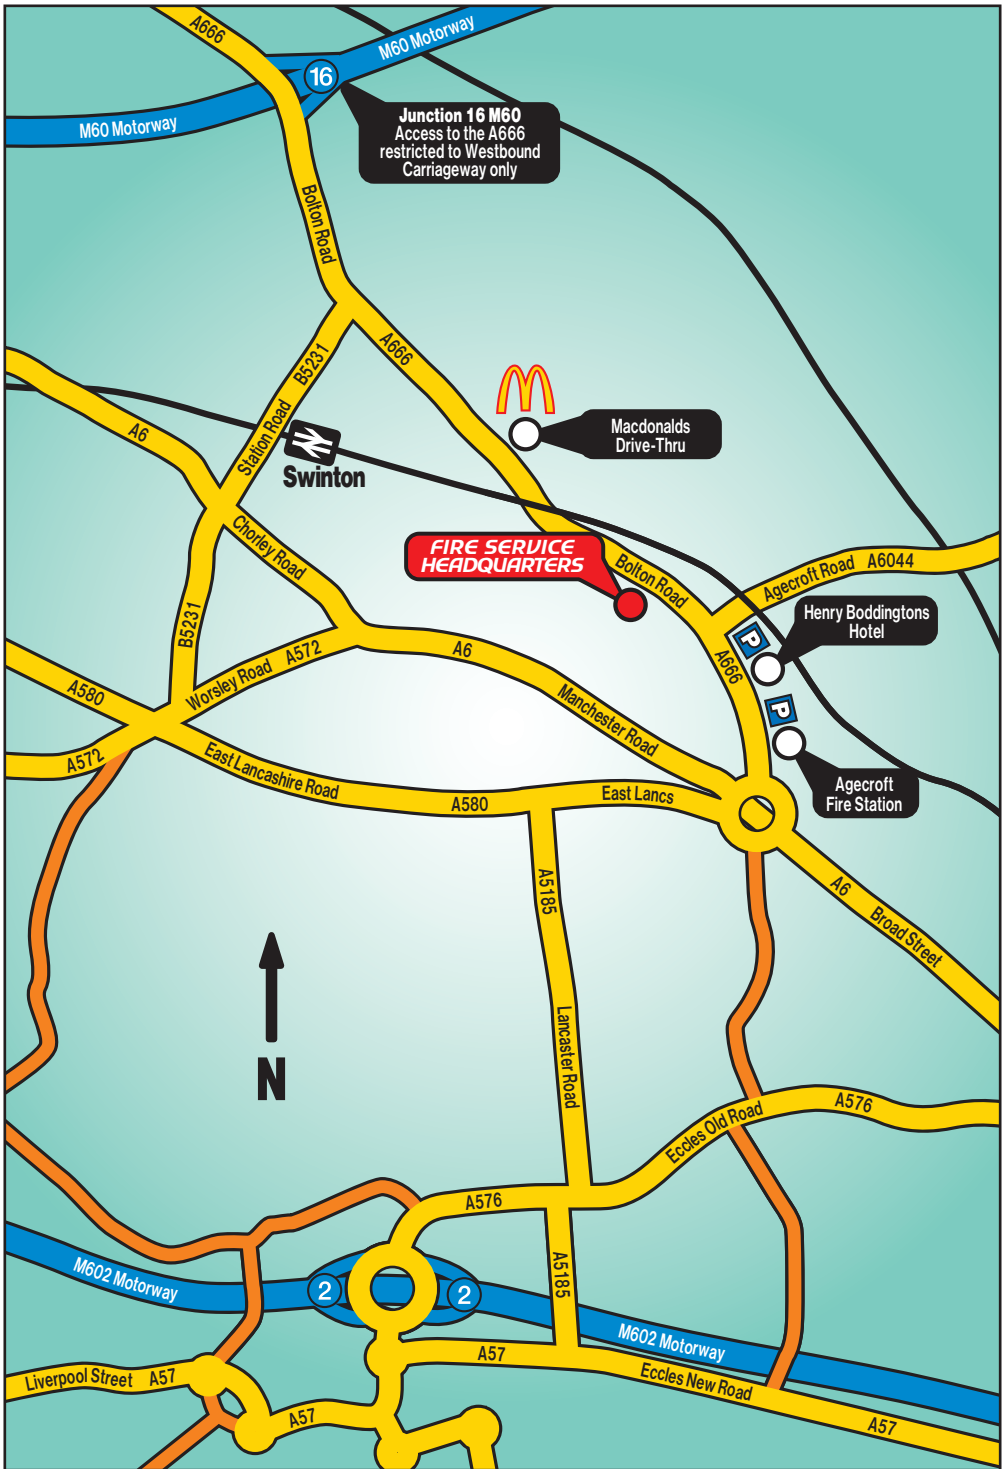 A666
M60 Motorway
16
M60 Motorway
Junction 16 M60
Access to the A666
restricted to Westbound
Carriageway only
Bolton Road
A666
B5231
Station Road
A6
Swinton
Macdonalds
Drive-Thru
Chorley Road
FIRE SERVICE
HEADQUARTERS
Bolton Road
Agecroft Road A6044
Henry Boddingtons
Hotel
P
A666
B5231
Worsley Road A572
A6
A580
Manchester Road
P
A572
East Lancashire Road
A580
East Lancs
Agecroft
Fire Station
A5185
A6
Broad Street
N
Lancaster Road
Eccles Old Road
A576
A576
M602 Motorway
2
2
A5185
M602 Motorway
Liverpool Street A57
A57
Eccles New Road
A57
A57